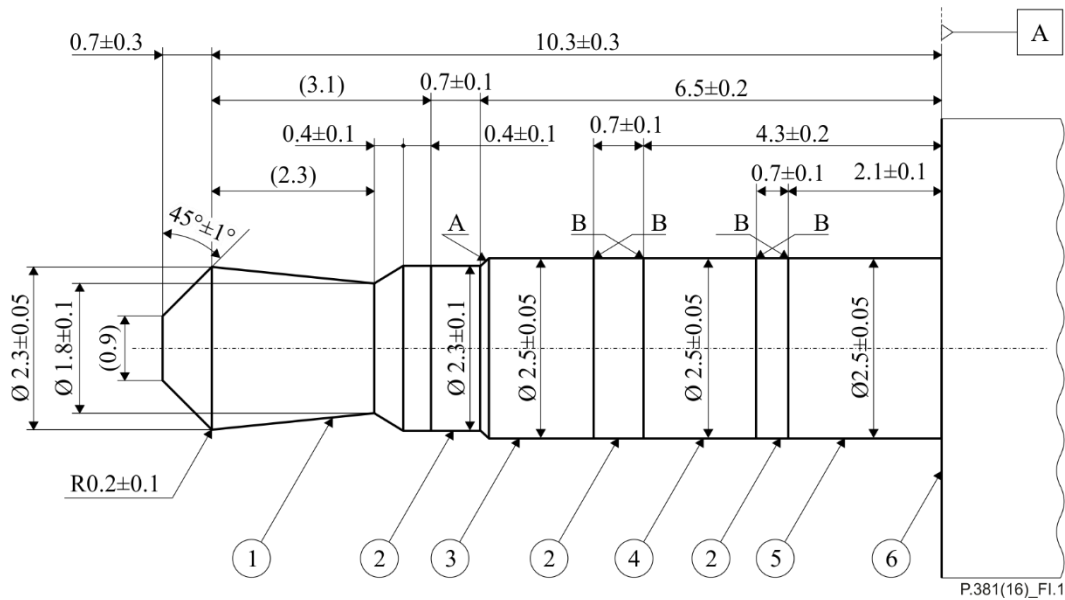 A
0.7±0.3
10.3±0.3
(3.1)
0.7±0.1
6.5±0.2
0.4±0.1
0.4±0.1
0.7±0.1
4.3±0.2
(2.3)
0.7±0.1
2.1±0.1
45°±1°
A
B
B
B
B
Ø 2.3±0.05
Ø 1.8±0.1
(0.9)
Ø 2.3±0.1
Ø 2.5±0.05
Ø 2.5±0.05
Ø2.5±0.05
R0.2±0.1
1
2
3
2
4
2
5
6
P.381(16)_FI.1